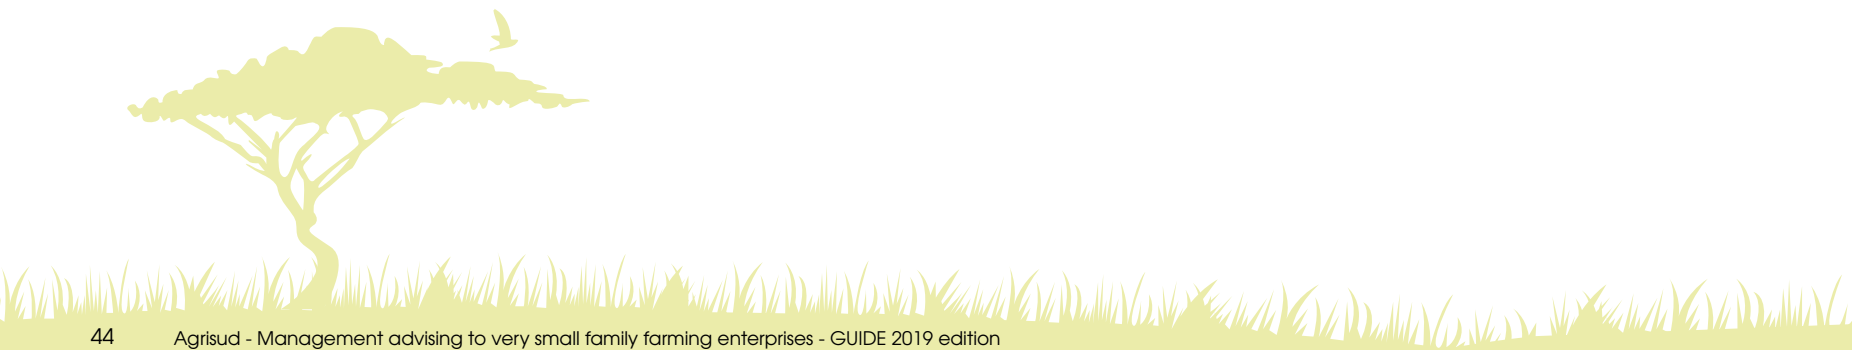 44 Agrisud - Management advising to very small family farming enterprises - GUIDE 2019 edition